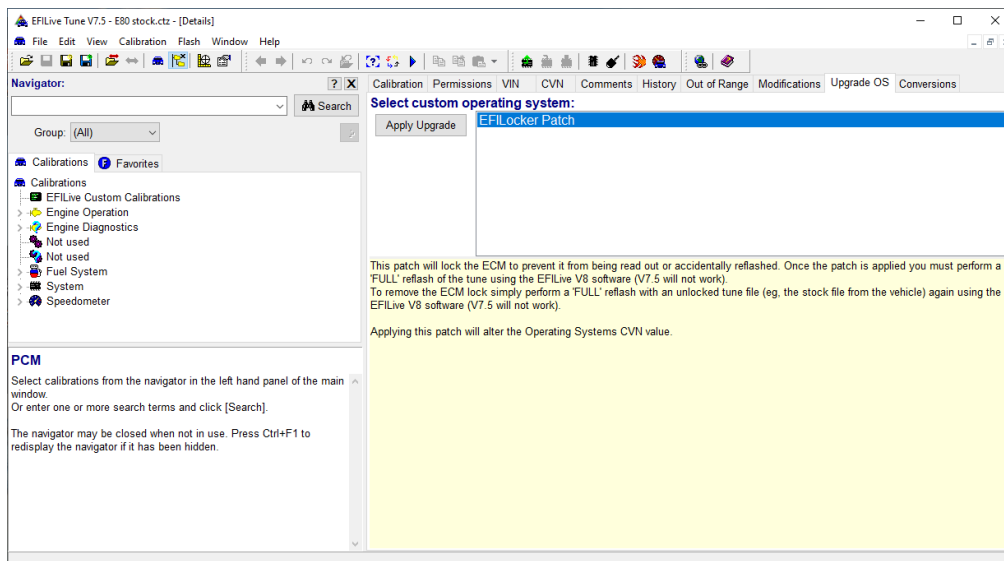 EFILive Tune V7.5 - E80 stock.ctz - [Details]
File Edit View Calibration Flash Window Help
Navigator:
Search
Group: (All)
Calibrations Favorites
Calibrations
EFILive Custom Calibrations
Engine Operation
Engine Diagnostics
Not used
Not used
Fuel System
System
Speedometer
PCM
Select calibrations from the navigator in the left hand panel of the main
window.
Or enter one or more search terms and click [Search].
The navigator may be closed when not in use. Press Ctrl+F1 to
redisplay the navigator if it has been hidden.
Calibration Permissions VIN CVN Comments History Out of Range Modifications Upgrade OS Conversions
Select custom operating system:
Apply Upgrade
EFILocker Patch
This patch will lock the ECM to prevent it from being read out or accidentally reflashed. Once the patch is applied you must perform a
'FULL' reflash of the tune using the EFILive V8 software (V7.5 will not work).
To remove the ECM lock simply perform a 'FULL' reflash with an unlocked tune file (eg, the stock file from the vehicle) again using the
EFILive V8 software (V7.5 will not work).
Applying this patch will alter the Operating Systems CVN value.